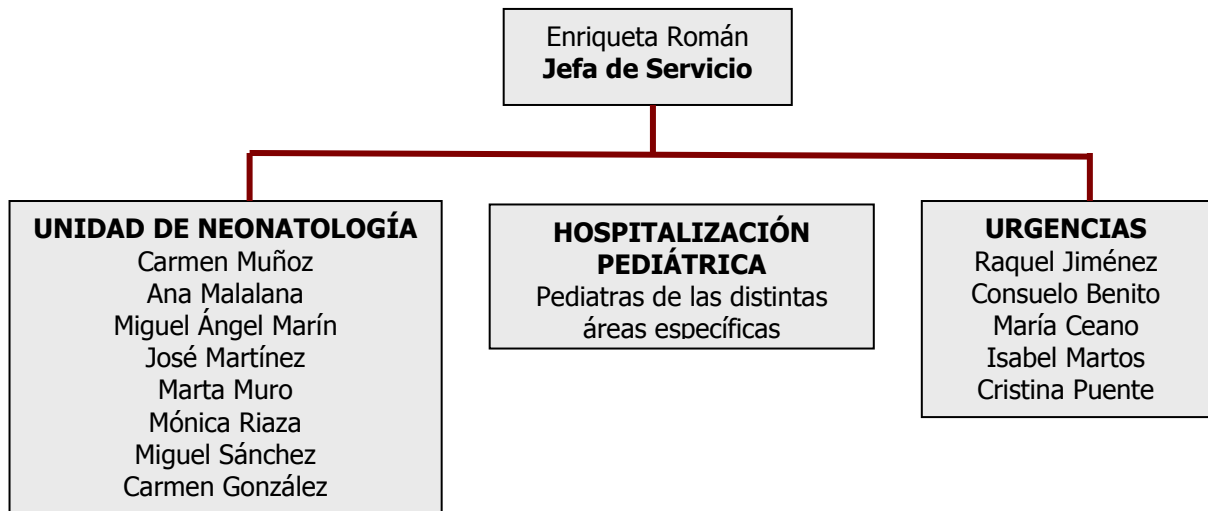 Enriqueta Román
Jefa de Servicio
UNIDAD DE NEONATOLOGÍA
Carmen Muñoz
Ana Malalana
Miguel Ángel Marín
José Martínez
Marta Muro
Mónica Riaza
Miguel Sánchez
Carmen González
HOSPITALIZACIÓN
PEDIÁTRICA
Pediatras de las distintas
áreas específicas
URGENCIAS
Raquel Jiménez
Consuelo Benito
María Ceano
Isabel Martos
Cristina Puente